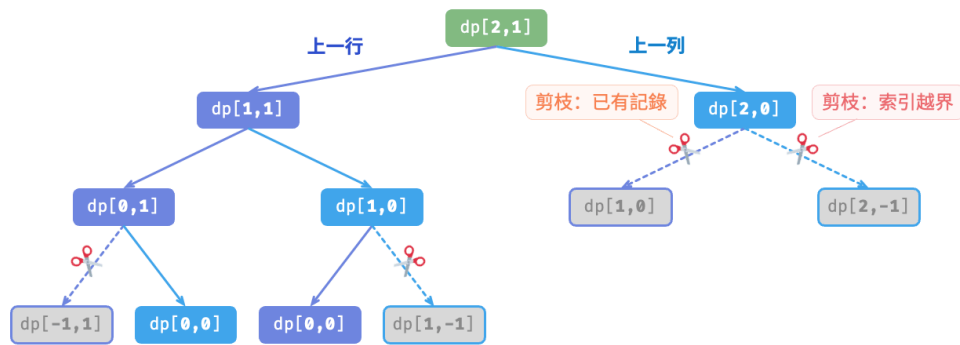 dp[2,1]
上一行
上一列
dp[1,1]
剪枝：已有記錄
dp[2,0]
剪枝：索引越界
dp[0,1]
dp[1,0]
dp[1,0]
dp[2,-1]
dp[-1,1]
dp[0,0]
dp[0,0]
dp[1,-1]